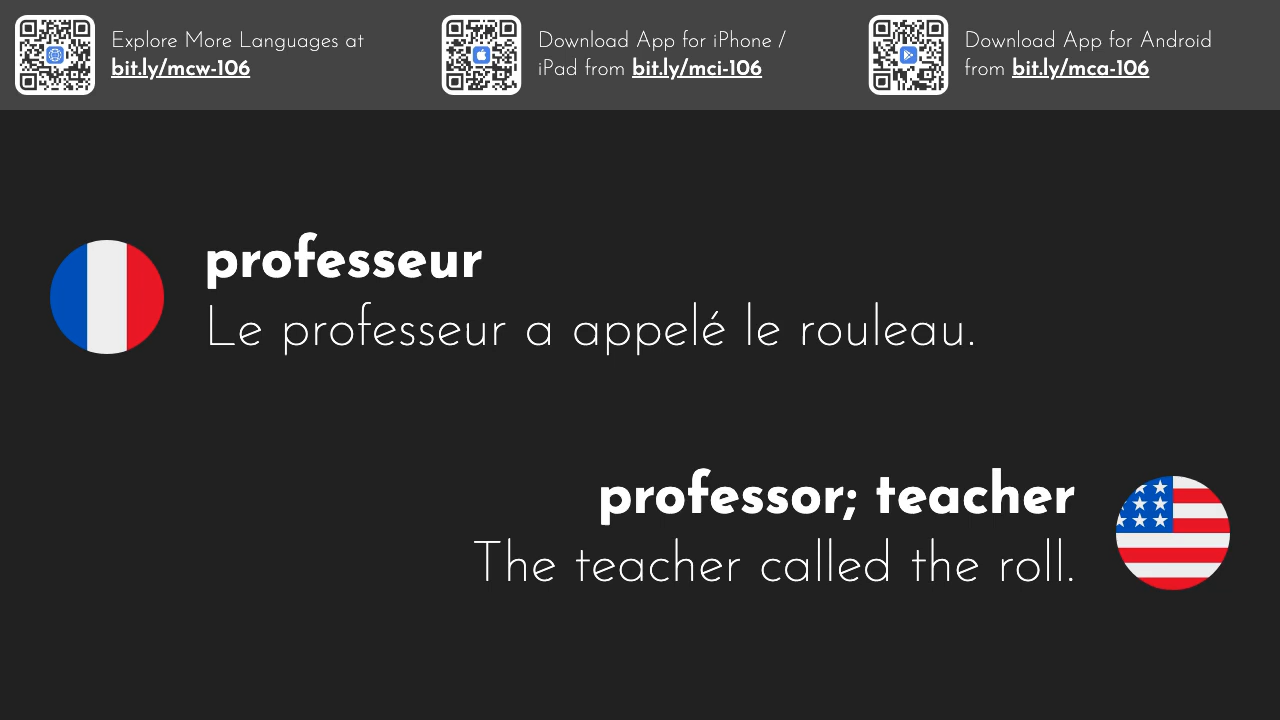 Explore More Languages at
bit.ly/mcw-106
Download App for iPhone /
iPad from bit.ly/mci-106
Download App for Android
from bit.ly/mca-106
professeur
Le professeur a appelé le rouleau.
professor; teacher
The teacher called the roll.